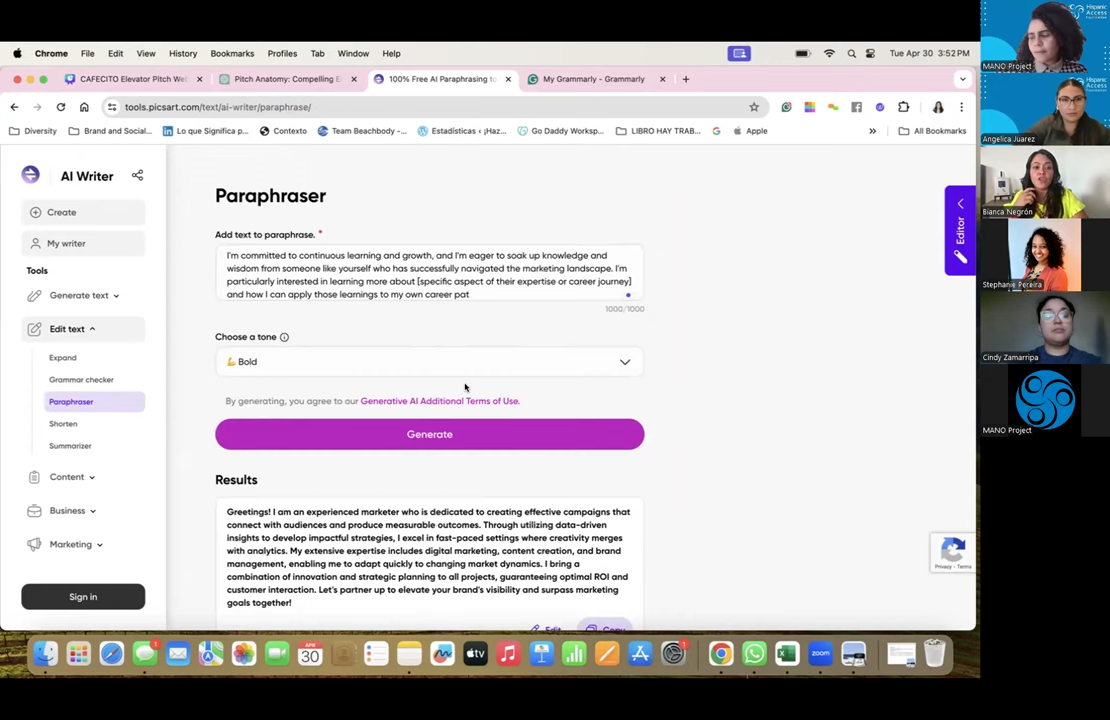 Chrome File Edit View History Bookmarks Profiles Tab Window Help Tue Apr 30 3:52 PM
CAFECITO Elevator Pitch We Pitch Anatomy: Compelling E 100% Free AI Paraphrasing to My Grammarly - Grammarly
tools.picsart.com/text/ai-writer/paraphrase/
Diversity Brand and Social... Lo que Significa p... Contexto Team Beachbody -... Estadísticas - ¡Haz... Go Daddy Worksp... LIBRO HAY TRAB... Apple All Bookmarks
AI Writer
Create
My writer
Tools
Generate text
Edit text
Expand
Grammar checker
Paraphraser
Shorten
Summarizer
Content
Business
Marketing
Sign in
Paraphraser
Add text to paraphrase. *
I'm committed to continuous learning and growth, and I'm eager to soak up knowledge and
wisdom from someone like yourself who has successfully navigated the marketing landscape. I'm
particularly interested in learning more about [specific aspect of their expertise or career journey]
and how I can apply those learnings to my own career pat
1000/1000
Choose a tone
Bold
By generating, you agree to our Generative AI Additional Terms of Use.
Generate
Results
Greetings! I am an experienced marketer who is dedicated to creating effective campaigns that
connect with audiences and produce measurable outcomes. Through utilizing data-driven
insights to develop impactful strategies, I excel in fast-paced settings where creativity merges
with analytics. My extensive expertise includes digital marketing, content creation, and brand
management, enabling me to adapt quickly to changing market dynamics. I bring a
combination of innovation and strategic planning to all projects, guaranteeing optimal ROI and
customer interaction. Let's partner up to elevate your brand's visibility and surpass marketing
goals together!
Edit Copy
Editor
Privacy - Terms
APR
30
tv
zoom
Hispanic
Access
Foundation
MANO Project
Angelica Juarez
Bianca Negrón
Stephanie Pereira
Cindy Zamarripa
MANO Project